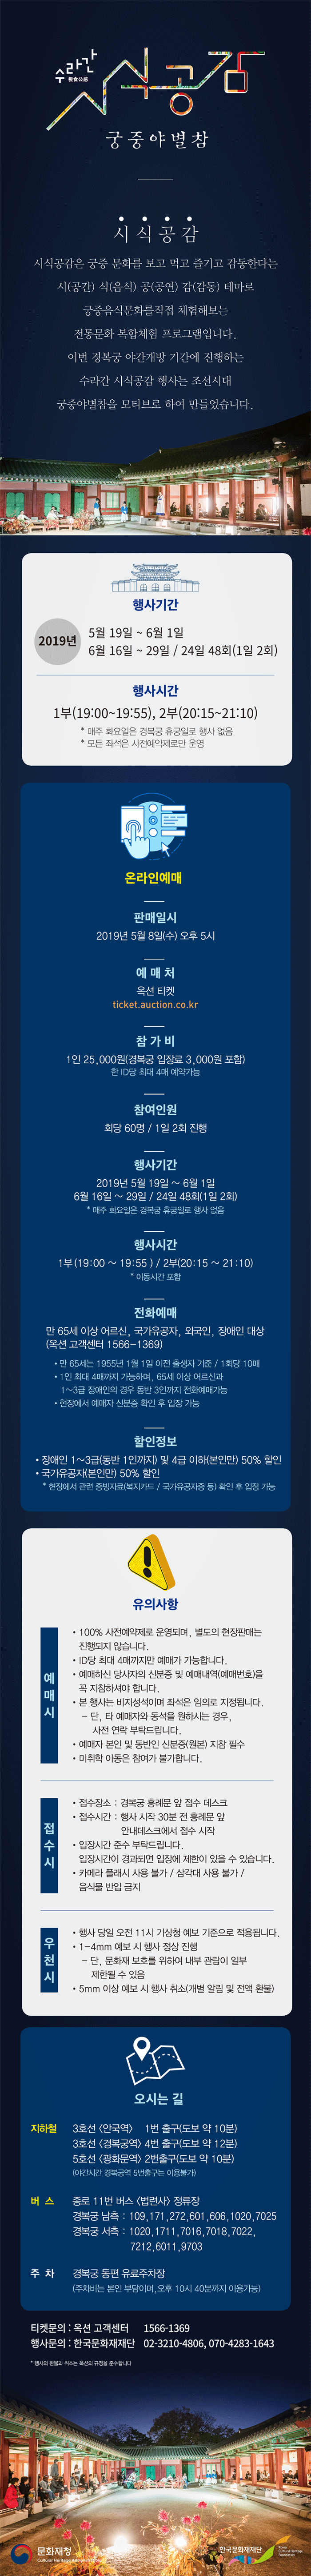 수라간
視食公感
시식공감
궁중야별참
시식공감
시식공감은 궁중 문화를 보고 먹고 즐기고 감동한다는
시(공간) 식(음식) 공(공연) 감(감동) 테마로
궁중음식문화를직접 체험해보는
전통문화 복합체험 프로그램입니다.
이번 경복궁 야간개방 기간에 진행하는
수라간 시식공감 행사는 조선시대
궁중야별참을 모티브로 하여 만들었습니다.
행사기간
2019년
5월 19일 ~ 6월 1일
6월 16일 ~ 29일 / 24일 48회(1일 2회)
행사시간
1부(19:00~19:55), 2부(20:15~21:10)
* 매주 화요일은 경복궁 휴궁일로 행사 없음
* 모든 좌석은 사전예약제로만 운영
온라인예매
판매일시
2019년 5월 8일(수) 오후 5시
예 매 처
옥션 티켓
ticket.auction.co.kr
참 가 비
1인 25,000원(경복궁 입장료 3,000원 포함)
한 ID당 최대 4매 예약가능
참여인원
회당 60명 / 1일 2회 진행
행사기간
2019년 5월 19일 ~ 6월 1일
6월 16일 ~ 29일 / 24일 48회(1일 2회)
* 매주 화요일은 경복궁 휴궁일로 행사 없음
행사시간
1부 (19:00 ~ 19:55 ) / 2부(20:15 ~ 21:10)
* 이동시간 포함
전화예매
만 65세 이상 어르신, 국가유공자, 외국인, 장애인 대상
(옥션 고객센터 1566-1369)
• 만 65세는 1955년 1월 1일 이전 출생자 기준 / 1회당 10매
• 1인 최대 4매까지 가능하며, 65세 이상 어르신과
1~3급 장애인의 경우 동반 3인까지 전화예매가능
• 현장에서 예매자 신분증 확인 후 입장 가능
할인정보
• 장애인 1~3급(동반 1인까지) 및 4급 이하(본인만) 50% 할인
• 국가유공자(본인만) 50% 할인
* 현장에서 관련 증빙자료(복지카드 / 국가유공자증 등) 확인 후 입장 가능
유의사항
예매시
• 100% 사전예약제로 운영되며, 별도의 현장판매는
진행되지 않습니다.
• ID당 최대 4매까지만 예매가 가능합니다.
• 예매하신 당사자의 신분증 및 예매내역(예매번호)을
꼭 지참하셔야 합니다.
• 본 행사는 비지성석이며 좌석은 임의로 지정됩니다.
- 단, 타 예매자와 동석을 원하시는 경우,
사전 연락 부탁드립니다.
• 예매자 본인 및 동반인 신분증(원본) 지참 필수
• 미취학 아동은 참여가 불가합니다.
접수시
• 접수장소 : 경복궁 흥례문 앞 접수 데스크
• 접수시간 : 행사 시작 30분 전 흥례문 앞
안내데스크에서 접수 시작
• 입장시간 준수 부탁드립니다.
입장시간이 경과되면 입장에 제한이 있을 수 있습니다.
• 카메라 플래시 사용 불가 / 삼각대 사용 불가 /
음식물 반입 금지
우천시
• 행사 당일 오전 11시 기상청 예보 기준으로 적용됩니다.
• 1-4mm 예보 시 행사 정상 진행
- 단, 문화재 보호를 위하여 내부 관람이 일부
제한될 수 있음
• 5mm 이상 예보 시 행사 취소(개별 알림 및 전액 환불)
오시는 길
지하철 3호선 <안국역> 1번 출구(도보 약 10분)
3호선 <경복궁역> 4번 출구(도보 약 12분)
5호선 <광화문역> 2번출구(도보 약 10분)
(야간시간 경복궁역 5번출구는 이용불가)
버 스 종로 11번 버스 <법련사> 정류장
경복궁 남측 : 109,171,272,601,606,1020,7025
경복궁 서측 : 1020,1711,7016,7018,7022,
7212,6011,9703
주 차 경복궁 동편 유료주차장
(주차비는 본인 부담이며,오후 10시 40분까지 이용가능)
티켓문의 : 옥션 고객센터 1566-1369
행사문의 : 한국문화재재단 02-3210-4806, 070-4283-1643
* 행사의 환불과 취소는 옥션의 규정을 준수합니다
문화재청
Cultural Heritage Administration
한국문화재재단
Korea
Cultural Heritage
Foundation